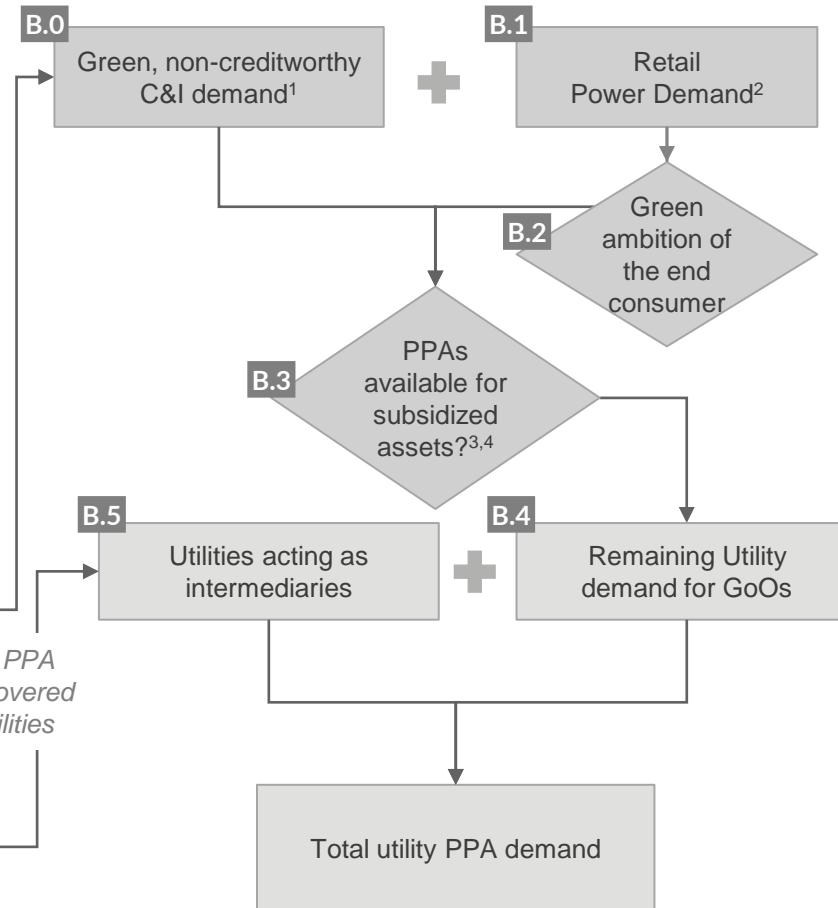 B.0
Green, non-creditworthy
C&I demand1
B.1
Retail
Power Demand2
B.2
Green
ambition of
the end
consumer
B.3
PPAs
available for
subsidized
assets?3,4
B.5
Utilities acting as
intermediaries
B.4
Remaining Utility
demand for GoOs
PPA
overed
ilities
Total utility PPA demand